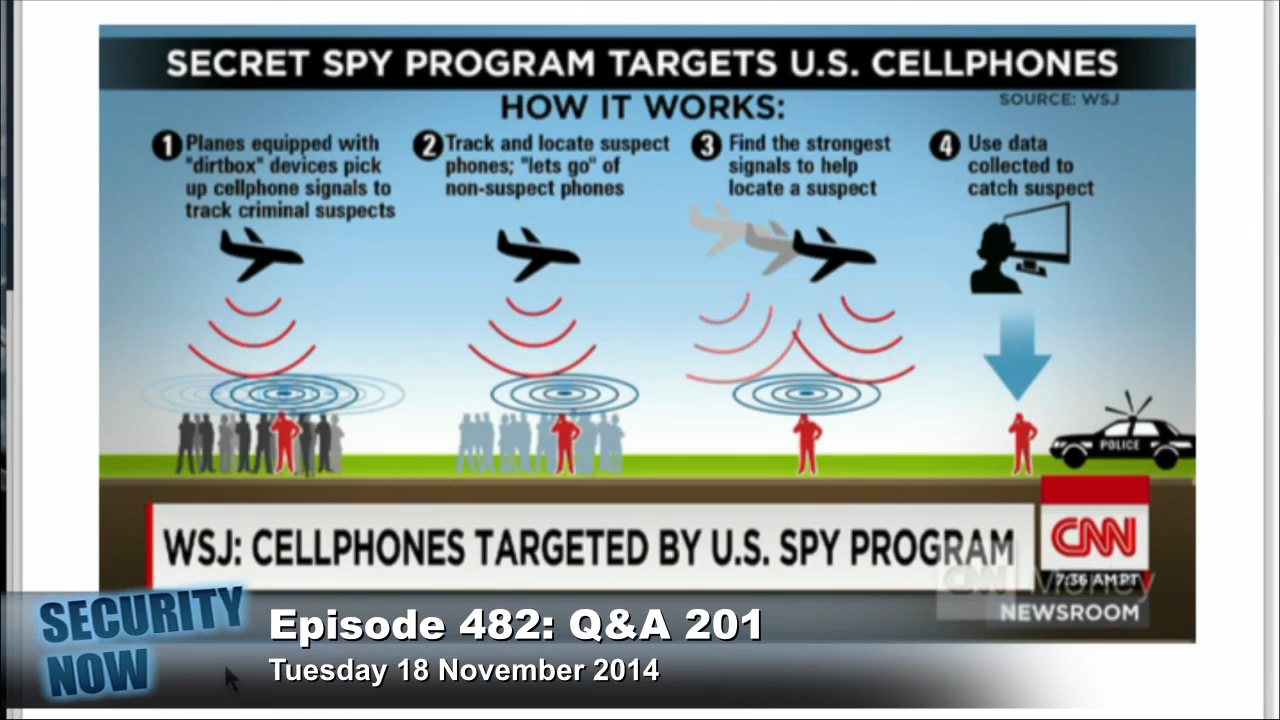 SECRET SPY PROGRAM TARGETS U.S. CELLPHONES
HOW IT WORKS:
SOURCE: WSJ
1 Planes equipped with
"dirtbox" devices pick
up cellphone signals to
track criminal suspects
2 Track and locate suspect
phones; "lets go" of
non-suspect phones
3 Find the strongest
signals to help
locate a suspect
4 Use data
collected to
catch suspect
POLICE
WSJ: CELLPHONES TARGETED BY U.S. SPY PROGRAM
CNN
7:36 AM PT
CNN Money
NEWSROOM
SECURITY
NOW
Episode 482: Q&A 201
Tuesday 18 November 2014